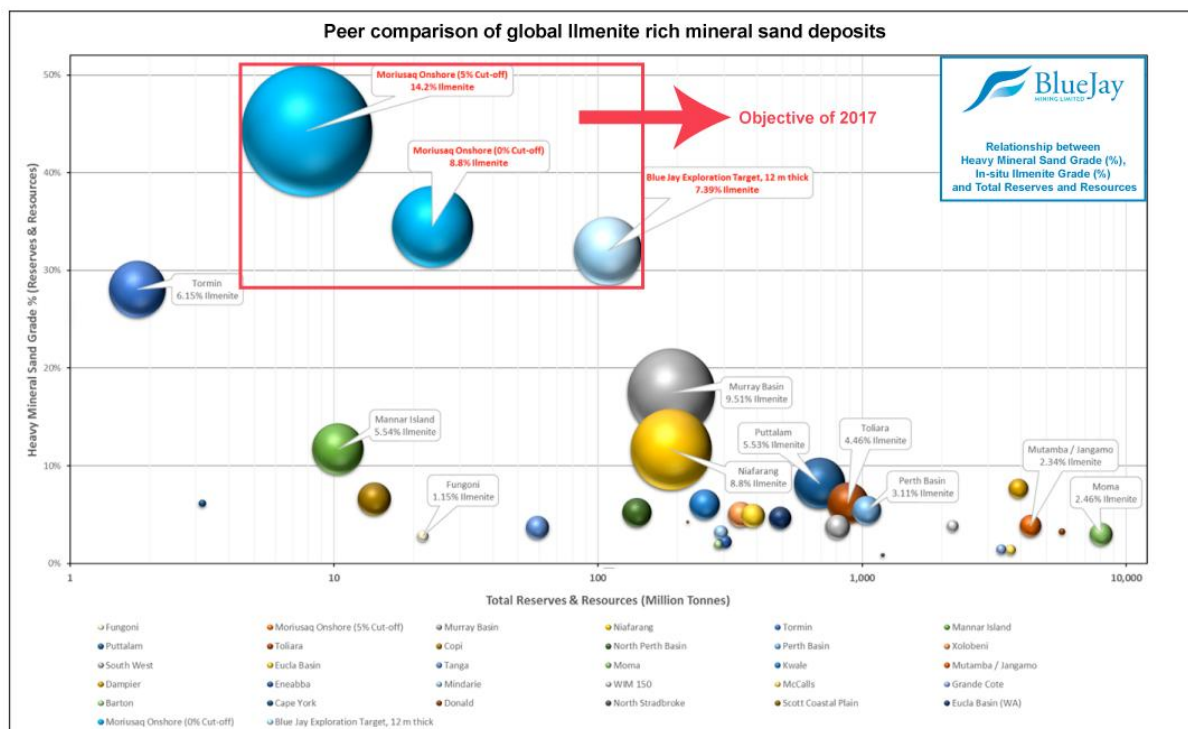 Peer comparison of global Ilmenite rich mineral sand deposits
50%
40%
30%
20%
10%
0%
Heavy Mineral Sand Grade % (Reserves & Resources)
Moriusaq Onshore (5% Cut-off)
14.2% Ilmenite
Moriusaq Onshore (0% Cut-off)
8.8% Ilmenite
Blue Jay Exploration Target, 12 m thick
7.39% Ilmenite
Objective of 2017
BlueJay
MINING LIMITED
Relationship between
Heavy Mineral Sand Grade (%),
In-situ Ilmenite Grade (%)
and Total Reserves and Resources
Tormin
6.15% Ilmenite
Murray Basin
9.51% Ilmenite
Mannar Island
5.54% Ilmenite
Puttalam
5.53% Ilmenite
Toliara
4.46% Ilmenite
Mutamba / Jangamo
2.34% Ilmenite
Niafarang
8.8% Ilmenite
Fungoni
1.15% Ilmenite
Perth Basin
3.11% Ilmenite
Moma
2.46% Ilmenite
1 10 100 1,000 10,000
Total Reserves & Resources (Million Tonnes)
Fungoni Moriusaq Onshore (5% Cut-off) Murray Basin Niafarang Tormin Mannar Island
Puttalam Toliara Copi North Perth Basin Perth Basin Xolobeni
South West Eucla Basin Tanga Moma Kwale Mutamba / Jangamo
Dampier Eneabba Mindarie WIM 150 McCalls Grande Cote
Barton Cape York Donald North Stradbroke Scott Coastal Plain Eucla Basin (WA)
Moriusaq Onshore (0% Cut-off) Blue Jay Exploration Target, 12 m thick